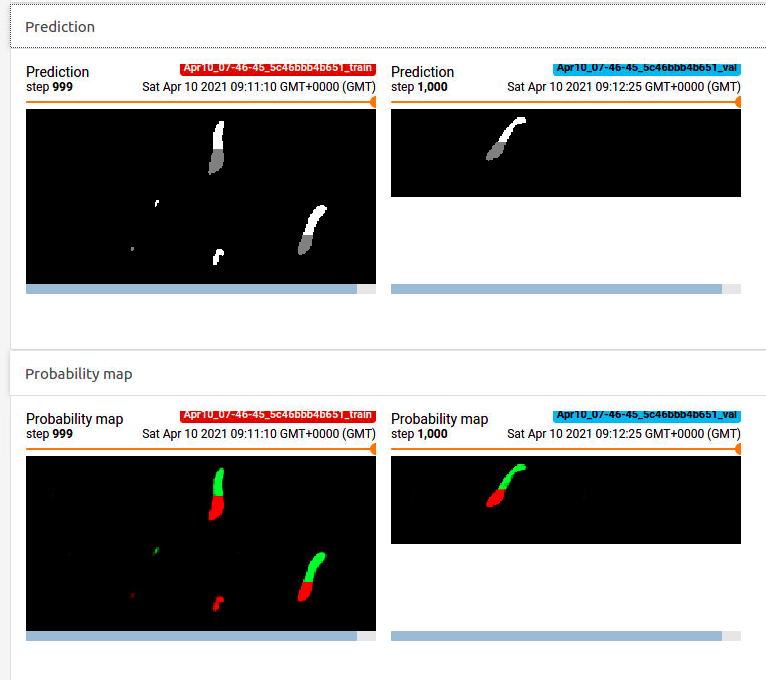 Prediction
Prediction
Apr10_07-46-45_5c46bbb4b651_train
step 999
Sat Apr 10 2021 09:11:10 GMT+0000 (GMT)
Prediction
Apr10_07-46-45_5c46bbb4b651_val
step 1,000
Sat Apr 10 2021 09:12:25 GMT+0000 (GMT)
Probability map
Probability map
Apr10_07-46-45_5c46bbb4b651_train
step 999
Sat Apr 10 2021 09:11:10 GMT+0000 (GMT)
Probability map
Apr10_07-46-45_5c46bbb4b651_val
step 1,000
Sat Apr 10 2021 09:12:25 GMT+0000 (GMT)